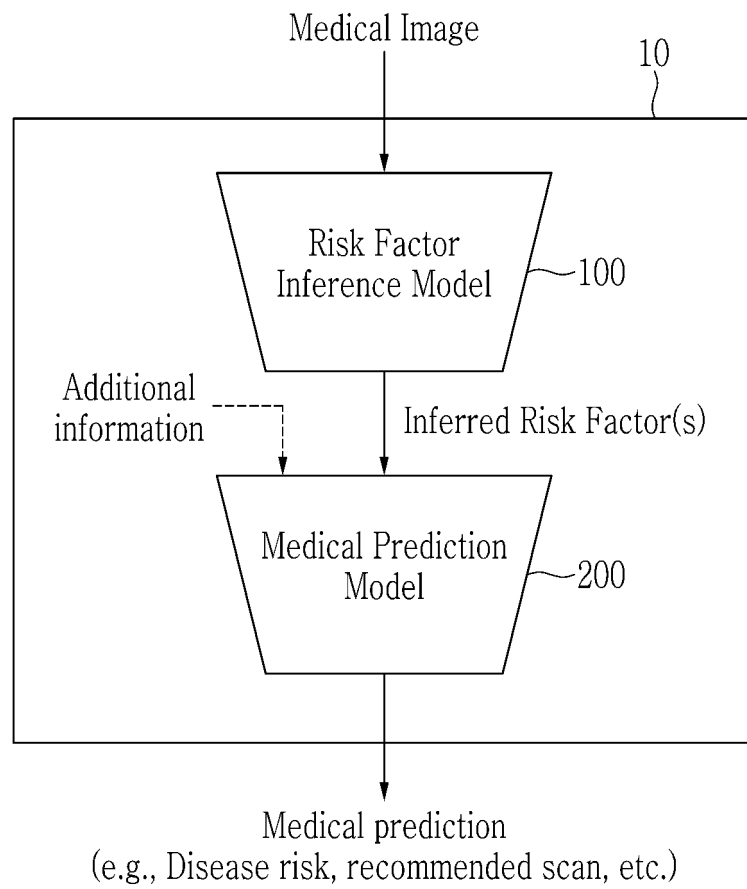 Medical Image
10
Risk Factor
Inference Model
100
Additional
information
Inferred Risk Factor(s)
Medical Prediction
Model
200
Medical prediction
(e.g., Disease risk, recommended scan, etc.)